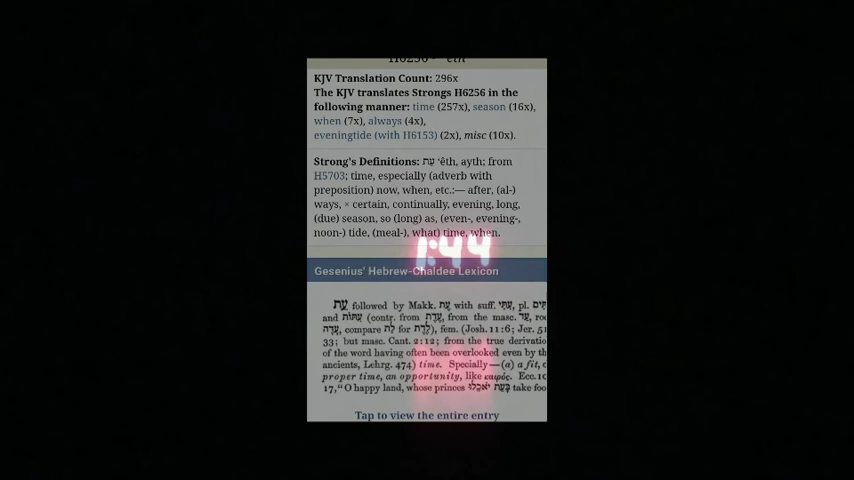 KJV Translation Count: 296x
The KJV translates Strongs H6256 in the
following manner: time (257x), season (16x),
when (7x), always (4x),
eveningtide (with H6153) (2x), misc (10x).
Strong's Definitions: עֵת ʻêth, ayth; from
H5703; time, especially (adverb with
preposition) now, when, etc.:— after, (al-)
ways, × certain, continually, evening, long,
(due) season, so (long) as, (even-, evening-,
noon-) tide, (meal-), what) time, when.
1:44
Gesenius' Hebrew-Chaldee Lexicon
עֵת followed by Makk. עֶת with suff. עִתִּי, pl.
and עִתּוֹת (contr. from עֶדֶת, from the masc. עַד,
compare לַת for לֶדֶת), fem. (Josh. 11:6; Jer. 51
33; but masc. Cant. 2:12; from the true derivatio
of the word having often been overlooked even by th
ancients, Lehrg. 474) time. Specially—(a) a fit,
proper time, an opportunity, like καιρός. Ecc. 10
17, "O happy land, whose princes בָּעֵת יֹאכֵלוּ take foo
Tap to view the entire entry